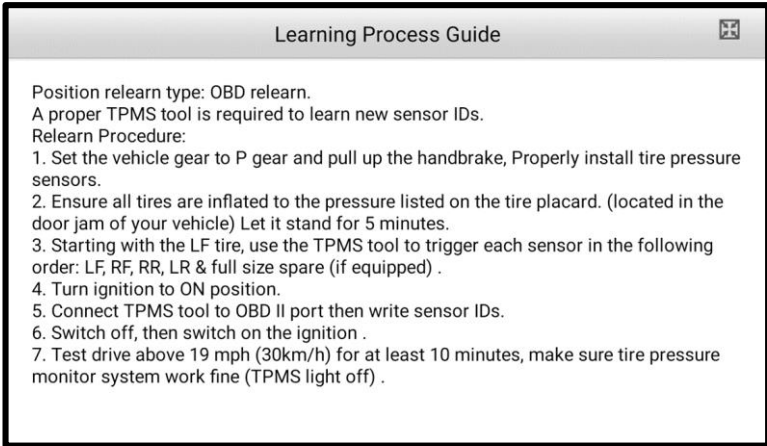 Learning Process Guide
Position relearn type: OBD relearn.
A proper TPMS tool is required to learn new sensor IDs.
Relearn Procedure:
1. Set the vehicle gear to P gear and pull up the handbrake, Properly install tire pressure
sensors.
2. Ensure all tires are inflated to the pressure listed on the tire placard. (located in the
door jam of your vehicle) Let it stand for 5 minutes.
3. Starting with the LF tire, use the TPMS tool to trigger each sensor in the following
order: LF, RF, RR, LR & full size spare (if equipped) .
4. Turn ignition to ON position.
5. Connect TPMS tool to OBD II port then write sensor IDs.
6. Switch off, then switch on the ignition .
7. Test drive above 19 mph (30km/h) for at least 10 minutes, make sure tire pressure
monitor system work fine (TPMS light off) .